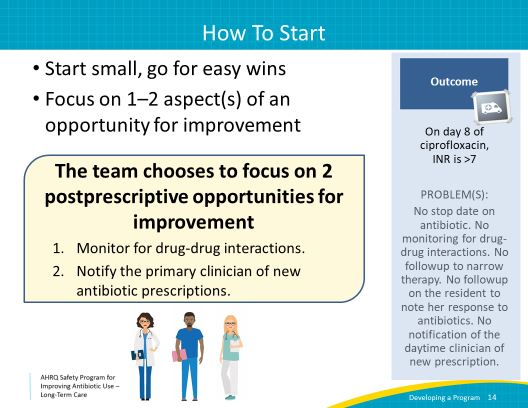 How To Start
• Start small, go for easy wins
• Focus on 1–2 aspect(s) of an
opportunity for improvement
The team chooses to focus on 2
postprescriptive opportunities for
improvement
1. Monitor for drug-drug interactions.
2. Notify the primary clinician of new
antibiotic prescriptions.
Outcome
On day 8 of
ciprofloxacin,
INR is >7
PROBLEM(S):
No stop date on
antibiotic. No
monitoring for drug-
drug interactions. No
followup to narrow
therapy. No followup
on the resident to
note her response to
antibiotics. No
notification of the
daytime clinician of
new prescription.
AHRQ Safety Program for
Improving Antibiotic Use –
Long-Term Care
Developing a Program 14